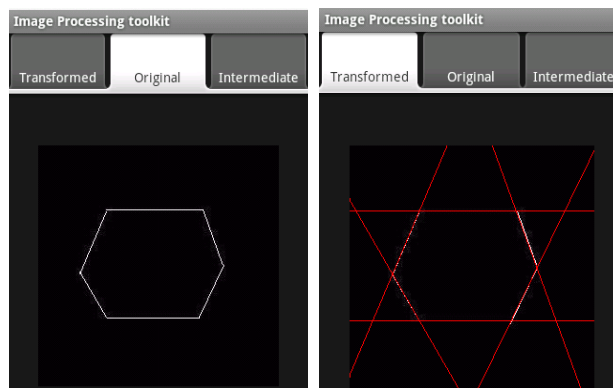 Image Processing toolkit
Transformed
Original
Intermediate
Image Processing toolkit
Transformed
Original
Intermediate